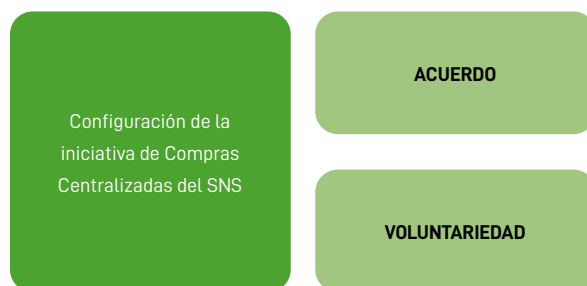 Configuración de la
iniciativa de Compras
Centralizadas del SNS
ACUERDO
VOLUNTARIEDAD